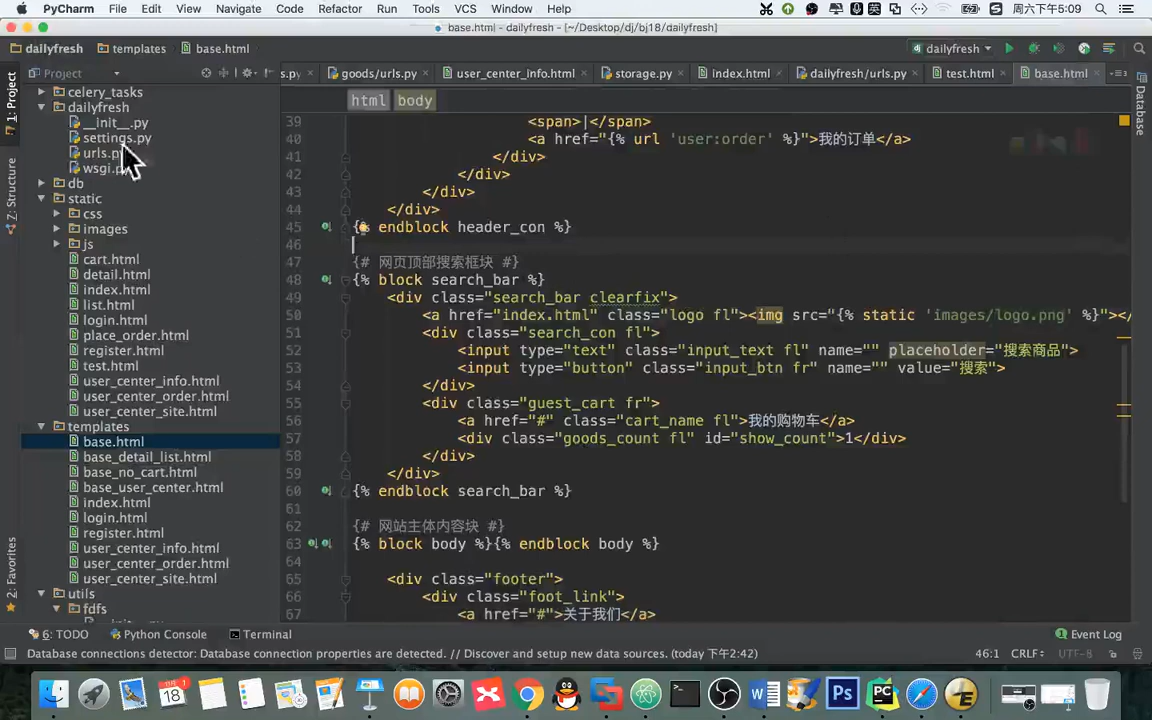 PyCharm File Edit View Navigate Code Refactor Run Tools VCS Window Help 英 周六下午5:09
base.html - dailyfresh - [~/Desktop/dj/bj18/dailyfresh]
dailyfresh templates base.html dailyfresh
Project s.py goods/urls.py user_center_info.html storage.py index.html dailyfresh/urls.py test.html base.html
1: Project
Z: Structure
2: Favorites
Database
celery_tasks
dailyfresh
__init__.py
settings.py
urls.py
wsgi.p
db
static
css
images
js
cart.html
detail.html
index.html
list.html
login.html
place_order.html
register.html
test.html
user_center_info.html
user_center_order.html
user_center_site.html
templates
base.html
base_detail_list.html
base_no_cart.html
base_user_center.html
index.html
login.html
register.html
user_center_info.html
user_center_order.html
user_center_site.html
utils
fdfs
html body
39 <span>|</span>
40 <a href="{% url 'user:order' %}">我的订单</a>
41 </div>
42 </div>
43 </div>
44 </div>
45 {% endblock header_con %}
46
47 {# 网页顶部搜索框块 #}
48 {% block search_bar %}
49 <div class="search_bar clearfix">
50 <a href="index.html" class="logo fl"><img src="{% static 'images/logo.png' %}"></
51 <div class="search_con fl">
52 <input type="text" class="input_text fl" name="" placeholder="搜索商品">
53 <input type="button" class="input_btn fr" name="" value="搜索">
54 </div>
55 <div class="guest_cart fr">
56 <a href="#" class="cart_name fl">我的购物车</a>
57 <div class="goods_count fl" id="show_count">1</div>
58 </div>
59 </div>
60 {% endblock search_bar %}
61
62 {# 网站主体内容块 #}
63 {% block body %}{% endblock body %}
64
65 <div class="footer">
66 <div class="foot_link">
67 <a href="#">关于我们</a>
6: TODO Python Console Terminal Event Log
Database connections detector: Database connection properties are detected. // Discover and setup new data sources. (today 下午2:42) 46:1 CRLF÷ UTF-8
18